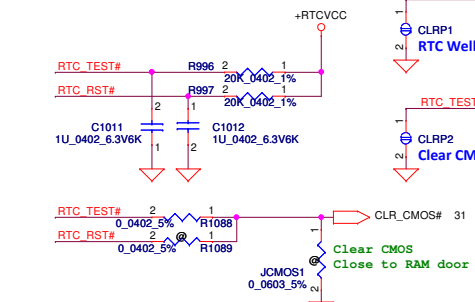 +RTCVCC
1
CLRP1
2
RTC Well
RTC_TEST#
R996 2 1
20K_0402_1%
RTC_RST#
R997 2 1
20K_0402_1%
RTC_TEST
2 1
C1011 C1012
1U_0402_6.3V6K 1U_0402_6.3V6K
1 2
1
CLRP2
2
Clear CM
RTC_TEST# 2 1
0_0402_5% R1088
CLR_CMOS# 31
RTC_RST# 2 1
@
0_0402_5% R1089
1
Clear CMOS
@
Close to RAM door
JCMOS1
0_0603_5%
2